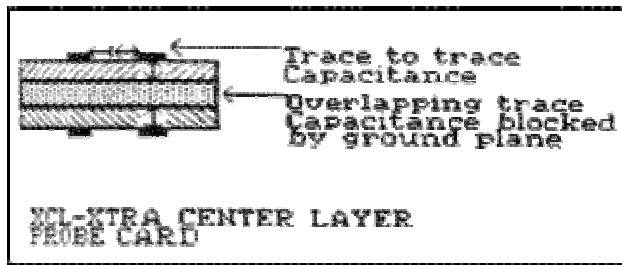 Trace to trace
Capacitance
Overlapping trace
Capacitance blocked
by ground plane
XCL-XTRA CENTER LAYER
PROBE CARD